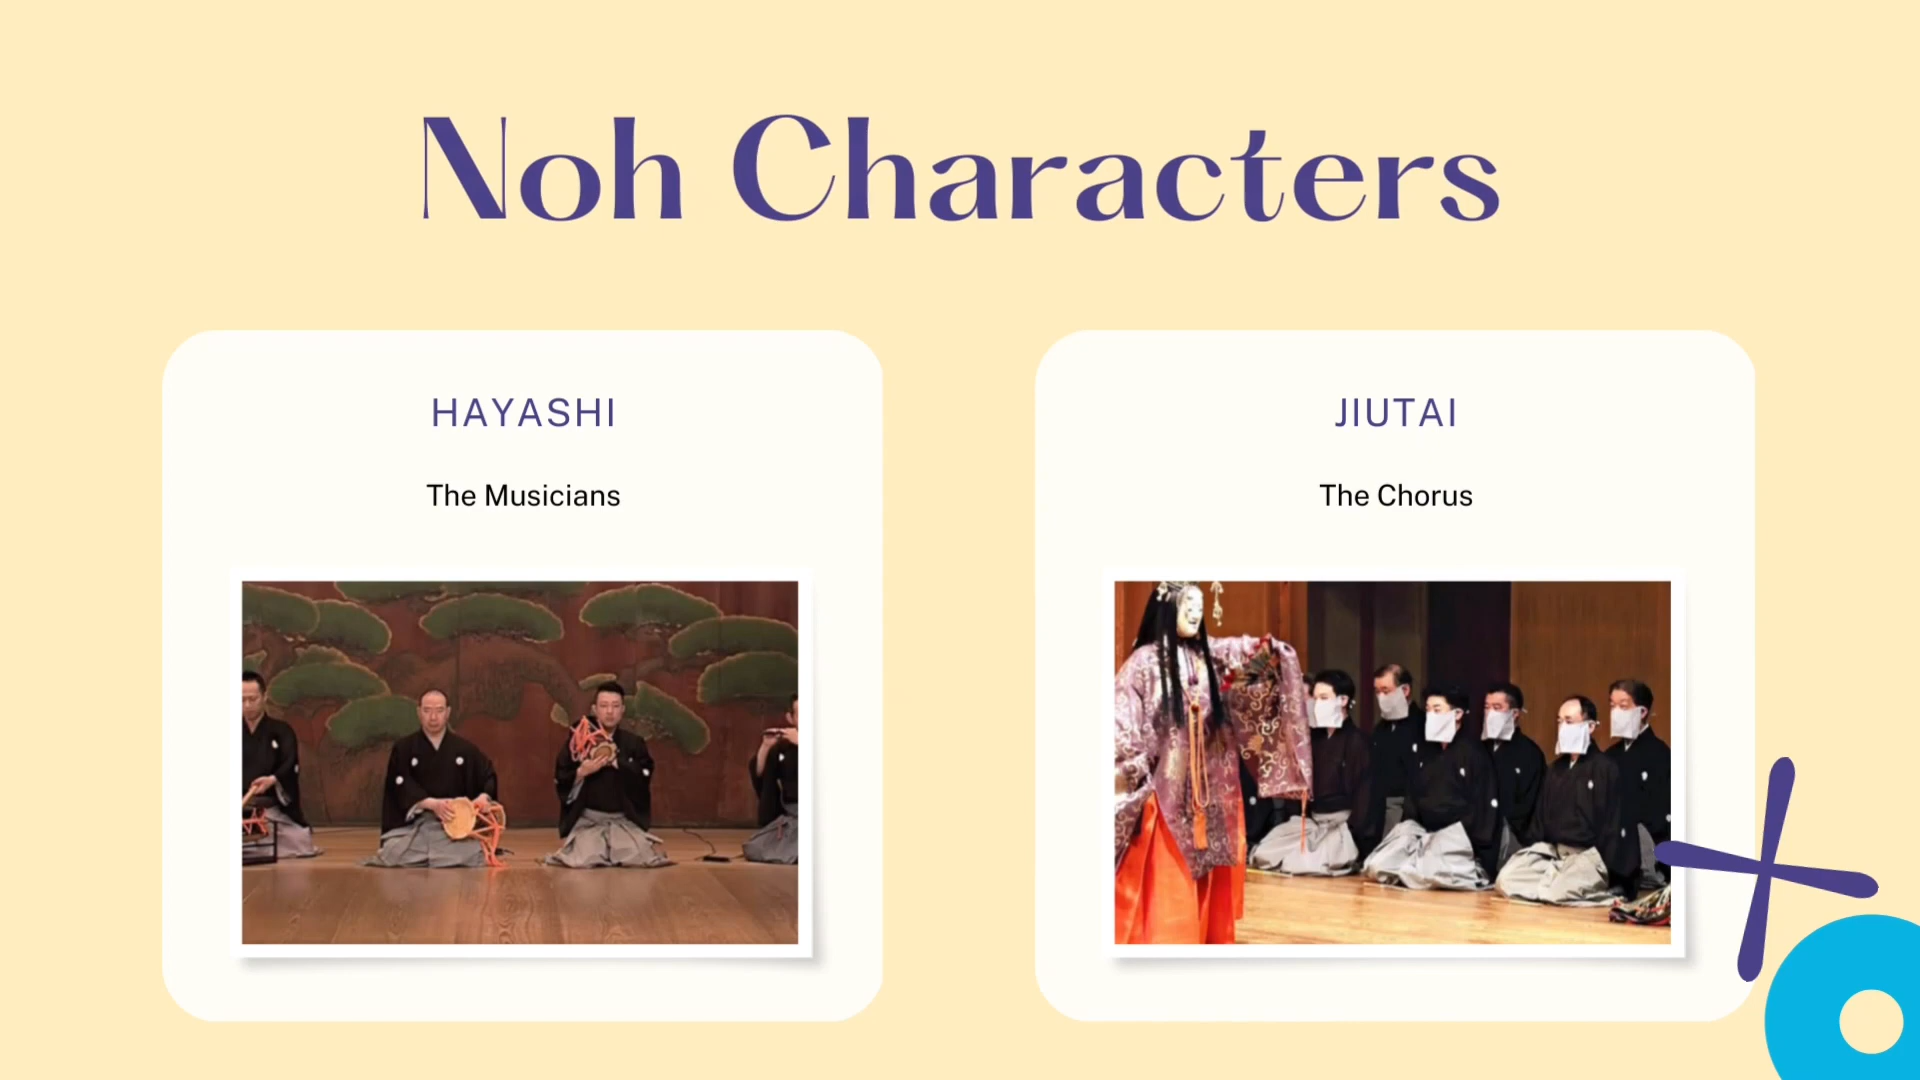 Noh Characters
HAYASHI
The Musicians
JIUTAI
The Chorus